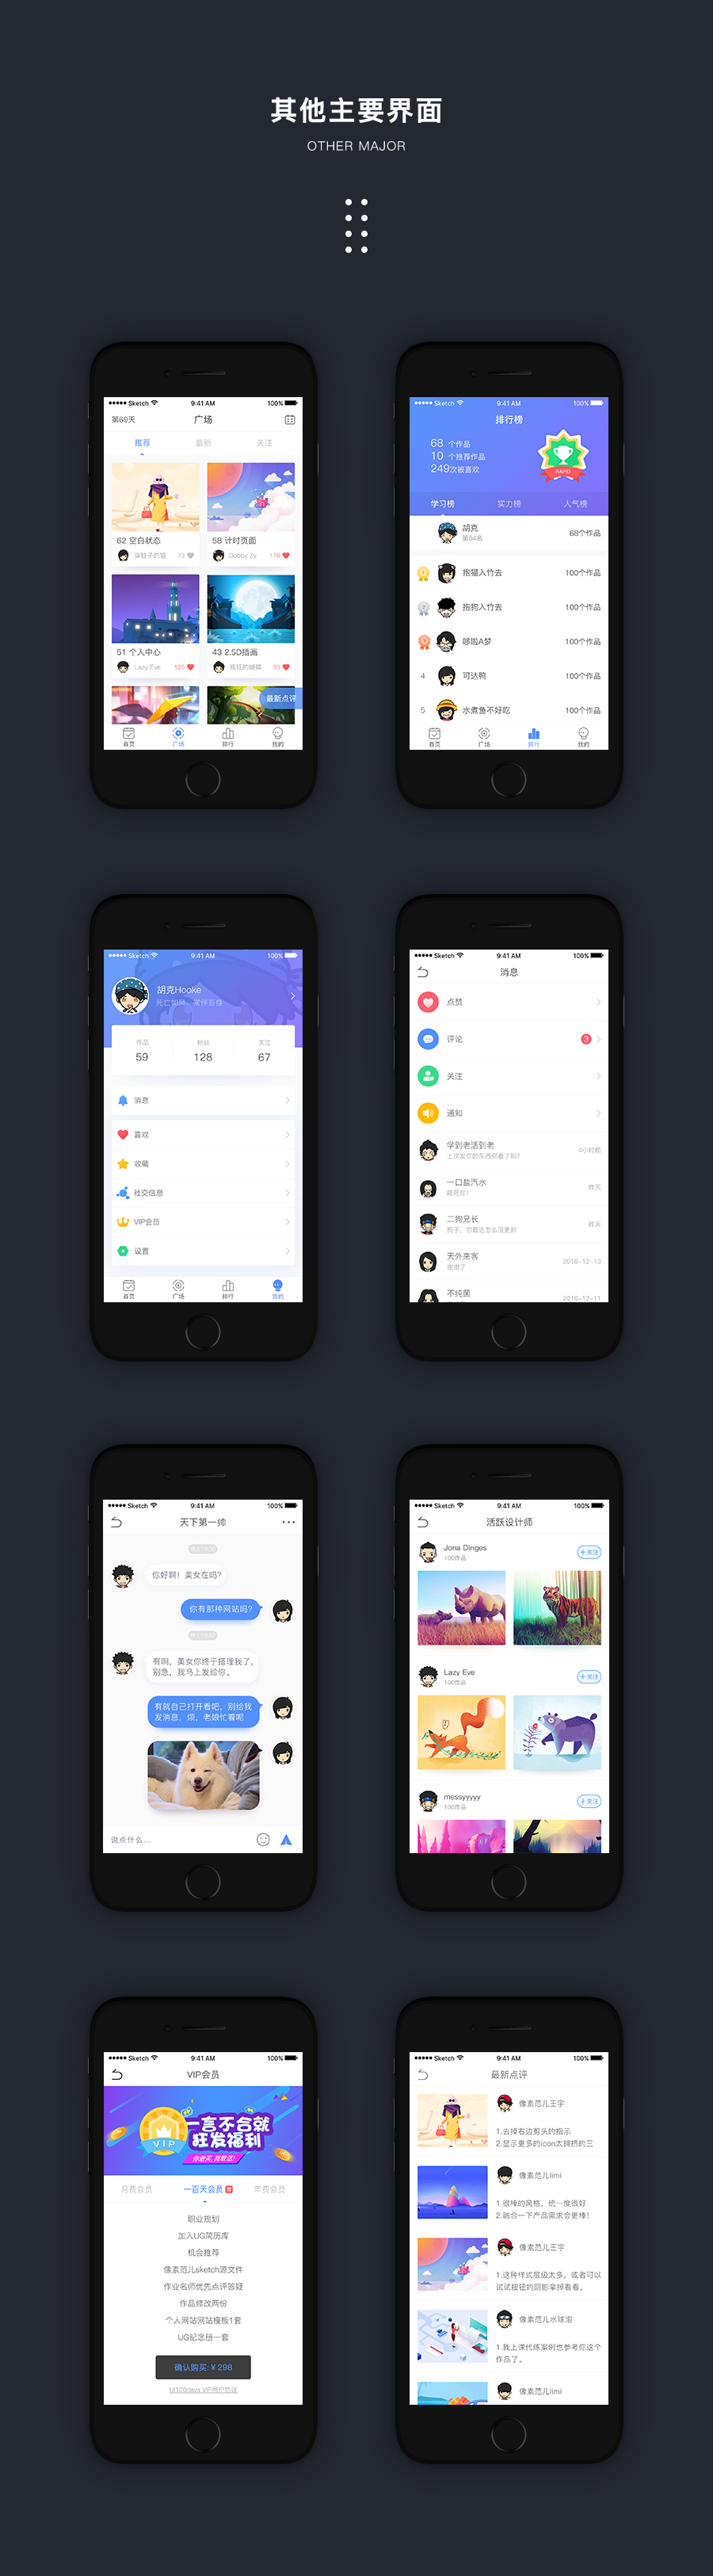 其他主要界面
OTHER MAJOR
Sketch 9:41 AM 100%
第69天 广场
推荐 最新 关注
62 空白状态
穿鞋子的猫 73
58 计时页面
Dobby Zy 178
51 个人中心
Lazy Eve 125
43 2.5D插画
疯狂的蝴蝶 93
最新点评
首页 广场 排行 我的
Sketch 9:41 AM 100%
排行榜
68 个作品
10 个推荐作品
249次被喜欢
RAPID
学习榜 实力榜 人气榜
胡克
第64名
68个作品
1 抱猫入竹去 100个作品
2 抱狗入竹去 100个作品
3 哆啦A梦 100个作品
4 可达鸭 100个作品
5 水煮鱼不好吃 100个作品
首页 广场 排行 我的
Sketch 9:41 AM 100%
胡克Hooke
死亡如风，常伴吾身
作品 粉丝 关注
59 128 67
消息
喜欢
收藏
社交信息
VIP会员
设置
首页 广场 排行 我的
Sketch 9:41 AM 100%
消息
点赞
评论 3
关注
通知
学到老活到老
上次发你的东西你看了吗?
4小时前
一口盐汽水
喷死你!
昨天
二狗兄长
狗子，你最近怎么没更新
昨天
天外来客
谢谢了
2016-12-13
不纯菌
2016-12-11
Sketch 9:41 AM 100%
天下第一帅
你好啊！美女在吗?
你有那种网站吗?
有啊，美女你终于搭理我了，
别急，我马上发给你。
有就自己打开看吧，别给我
发消息，烦，老娘忙着呢
说点什么...
Sketch 9:41 AM 100%
活跃设计师
Jona Dinges
100作品
+关注
Lazy Eve
100作品
+关注
messyyyyy
100作品
+关注
Sketch 9:41 AM 100%
VIP会员
VIP
一言不合就
狂发福利
你敢买，我敢送!
月费会员 一百天会员 年费会员
职业规划
加入UG简历库
机会推荐
像素范儿sketch源文件
作业名师优先点评答疑
作品修改两份
个人网站网站模板1套
UG纪念册一套
确认购买:¥ 298
UI100days VIP用户协议
Sketch 9:41 AM 100%
最新点评
像素范儿王宇
1.去掉右边剪头的指示
2.显示更多的icon太拥挤的三
像素范儿limi
1.很棒的风格，统一度很好
2.融合一下产品需求会更棒!
像素范儿王宇
1.这种样式层级太多，或者可以
试试按钮的阴影拿掉看看。
像素范儿水球泡
1.我上课代练案例也参考你这个
作品了。
像素范儿limi